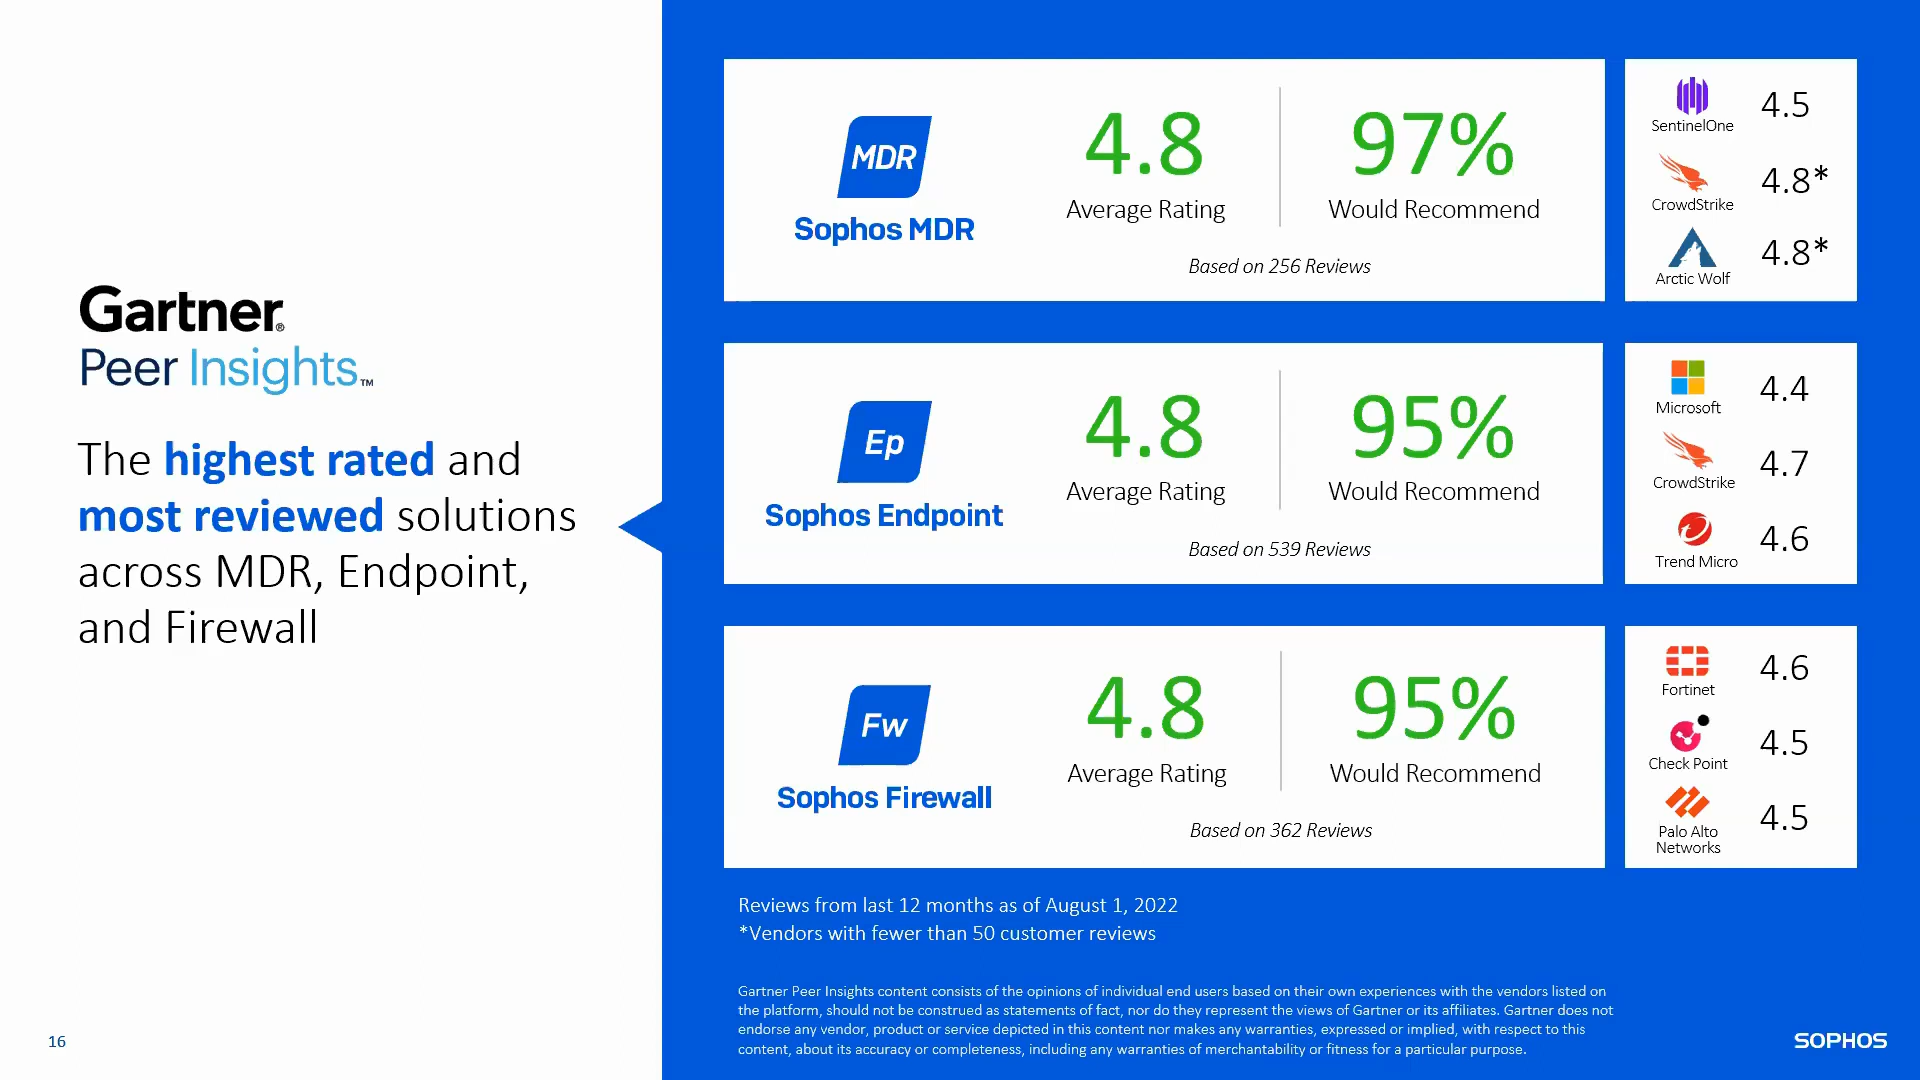 Gartner®
Peer Insights™
The highest rated and
most reviewed solutions
across MDR, Endpoint,
and Firewall
16
MDR
Sophos MDR
4.8
Average Rating
97%
Would Recommend
Based on 256 Reviews
SentinelOne
4.5
CrowdStrike
4.8*
Arctic Wolf
4.8*
Ep
Sophos Endpoint
4.8
Average Rating
95%
Would Recommend
Based on 539 Reviews
Microsoft
4.4
CrowdStrike
4.7
Trend Micro
4.6
Fw
Sophos Firewall
4.8
Average Rating
95%
Would Recommend
Based on 362 Reviews
Fortinet
4.6
Check Point
4.5
Palo Alto
Networks
4.5
Reviews from last 12 months as of August 1, 2022
*Vendors with fewer than 50 customer reviews
Gartner Peer Insights content consists of the opinions of individual end users based on their own experiences with the vendors listed on
the platform, should not be construed as statements of fact, nor do they represent the views of Gartner or its affiliates. Gartner does not
endorse any vendor, product or service depicted in this content nor makes any warranties, expressed or implied, with respect to this
content, about its accuracy or completeness, including any warranties of merchantability or fitness for a particular purpose.
SOPHOS